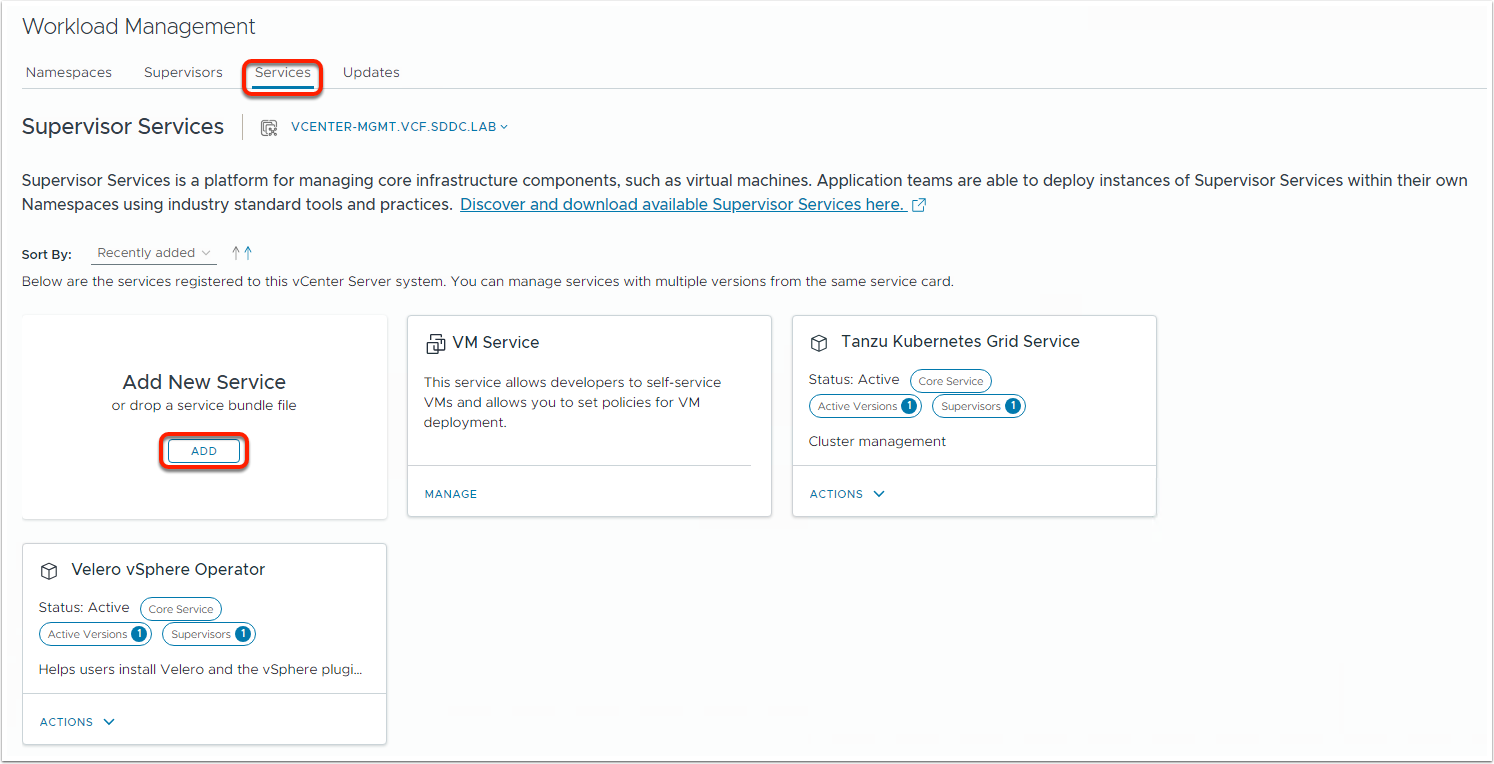 Workload Management
Namespaces Supervisors Services Updates
Supervisor Services VCENTER-MGMT.VCF.SDDC.LAB
Supervisor Services is a platform for managing core infrastructure components, such as virtual machines. Application teams are able to deploy instances of Supervisor Services within their own
Namespaces using industry standard tools and practices. Discover and download available Supervisor Services here.
Sort By: Recently added
Below are the services registered to this vCenter Server system. You can manage services with multiple versions from the same service card.
Add New Service
or drop a service bundle file
ADD
VM Service
This service allows developers to self-service
VMs and allows you to set policies for VM
deployment.
MANAGE
Tanzu Kubernetes Grid Service
Status: Active Core Service
Active Versions 1 Supervisors 1
Cluster management
ACTIONS
Velero vSphere Operator
Status: Active Core Service
Active Versions 1 Supervisors 1
Helps users install Velero and the vSphere plugi...
ACTIONS